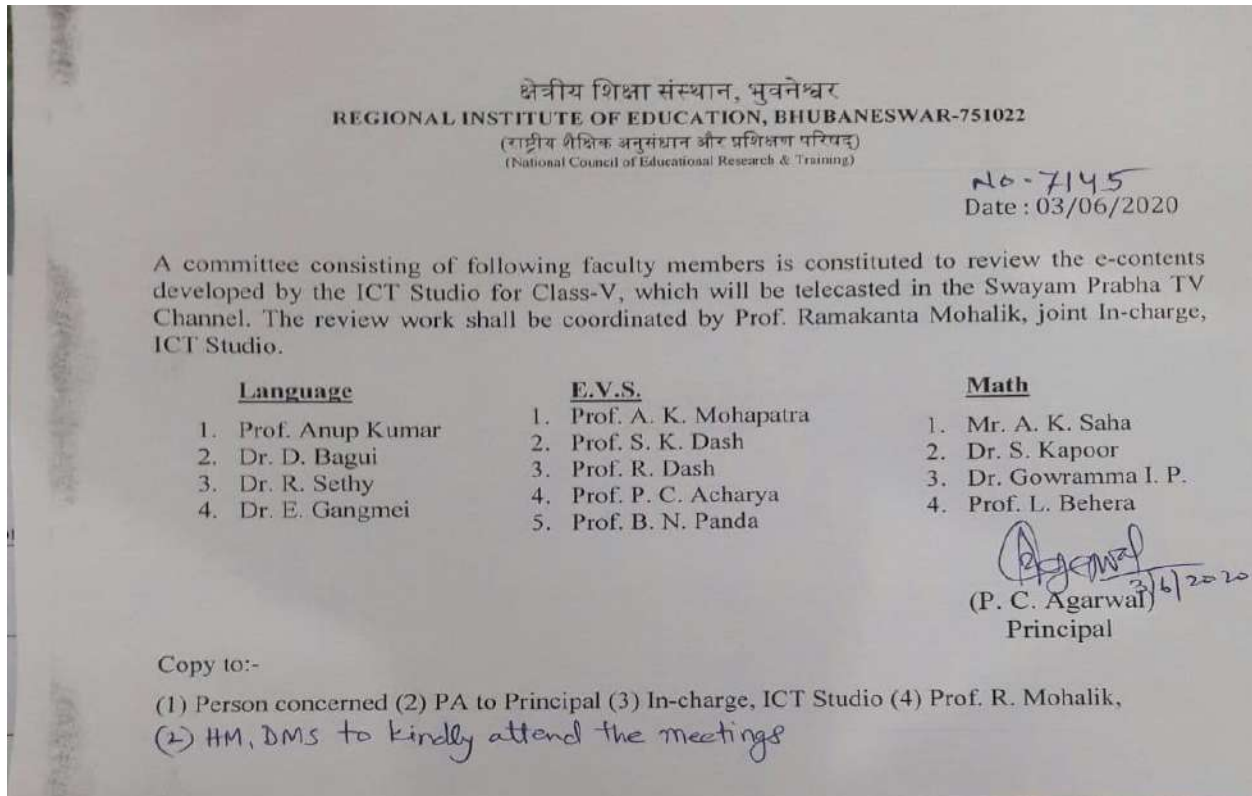 क्षेत्रीय शिक्षा संस्थान, भुवनेश्वर
REGIONAL INSTITUTE OF EDUCATION, BHUBANESWAR-751022
(राष्ट्रीय शैक्षिक अनुसंधान और प्रशिक्षण परिषद्)
(National Council of Educational Research & Training)
No-7145
Date : 03/06/2020
A committee consisting of following faculty members is constituted to review the e-contents
developed by the ICT Studio for Class-V, which will be telecasted in the Swayam Prabha TV
Channel. The review work shall be coordinated by Prof. Ramakanta Mohalik, joint In-charge,
ICT Studio.
Language
1. Prof. Anup Kumar
2. Dr. D. Bagui
3. Dr. R. Sethy
4. Dr. E. Gangmei
E.V.S.
1. Prof. A. K. Mohapatra
2. Prof. S. K. Dash
3. Prof. R. Dash
4. Prof. P. C. Acharya
5. Prof. B. N. Panda
Math
1. Mr. A. K. Saha
2. Dr. S. Kapoor
3. Dr. Gowramma I. P.
4. Prof. L. Behera
3/6/2020
(P. C. Agarwal)
Principal
Copy to:-
(1) Person concerned (2) PA to Principal (3) In-charge, ICT Studio (4) Prof. R. Mohalik,
(2) HM, DMS to kindly attend the meetings